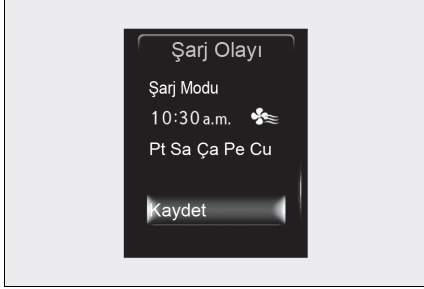 Şarj Olayı
Şarj Modu
10:30 a.m.
Pt Sa Ça Pe Cu
Kaydet